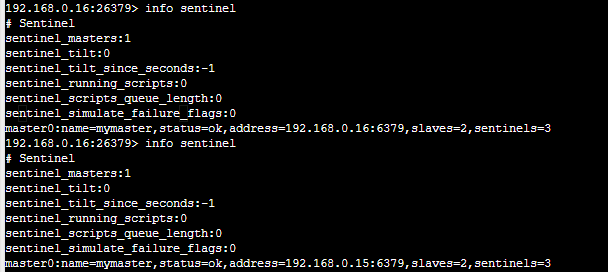 192.168.0.16:26379> info sentinel
# Sentinel
sentinel_masters:1
sentinel_tilt:0
sentinel_tilt_since_seconds:-1
sentinel_running_scripts:0
sentinel_scripts_queue_length:0
sentinel_simulate_failure_flags:0
master0:name=mymaster,status=ok,address=192.168.0.16:6379,slaves=2,sentinels=3
192.168.0.16:26379> info sentinel
# Sentinel
sentinel_masters:1
sentinel_tilt:0
sentinel_tilt_since_seconds:-1
sentinel_running_scripts:0
sentinel_scripts_queue_length:0
sentinel_simulate_failure_flags:0
master0:name=mymaster,status=ok,address=192.168.0.15:6379,slaves=2,sentinels=3